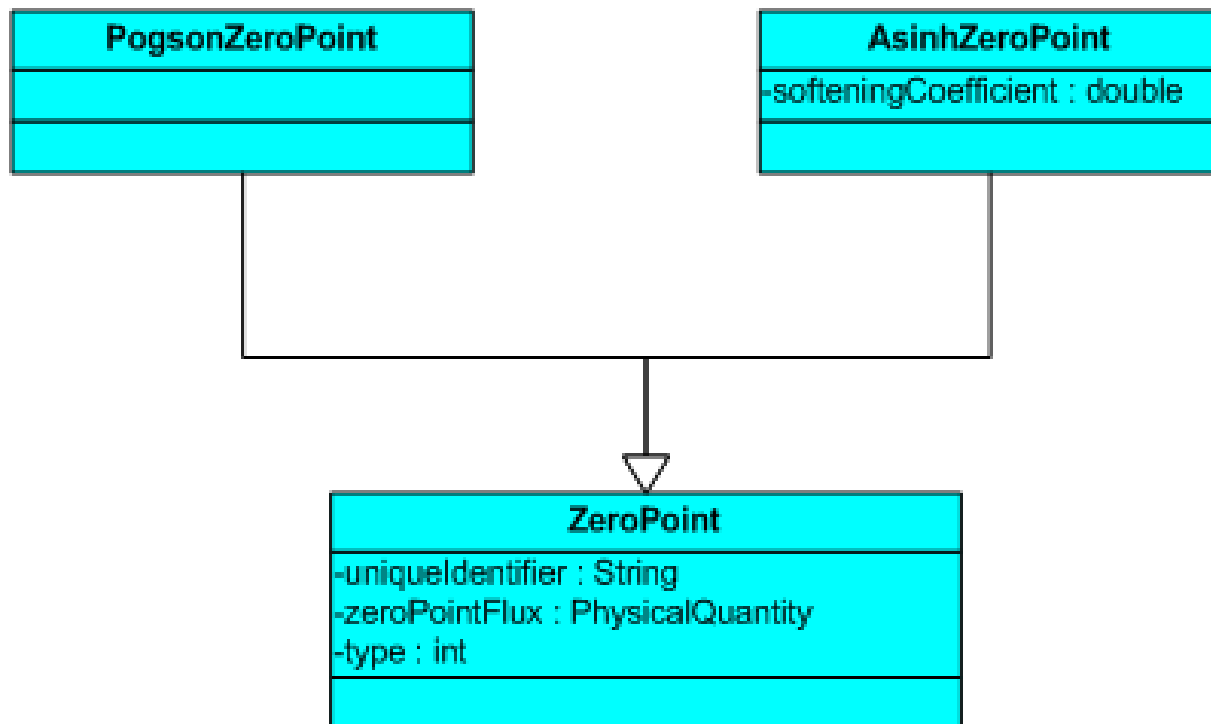 PogsonZeroPoint
AsinhZeroPoint
-softeningCoefficient : double
ZeroPoint
-uniqueIdentifier : String
-zeroPointFlux : PhysicalQuantity
-type : int